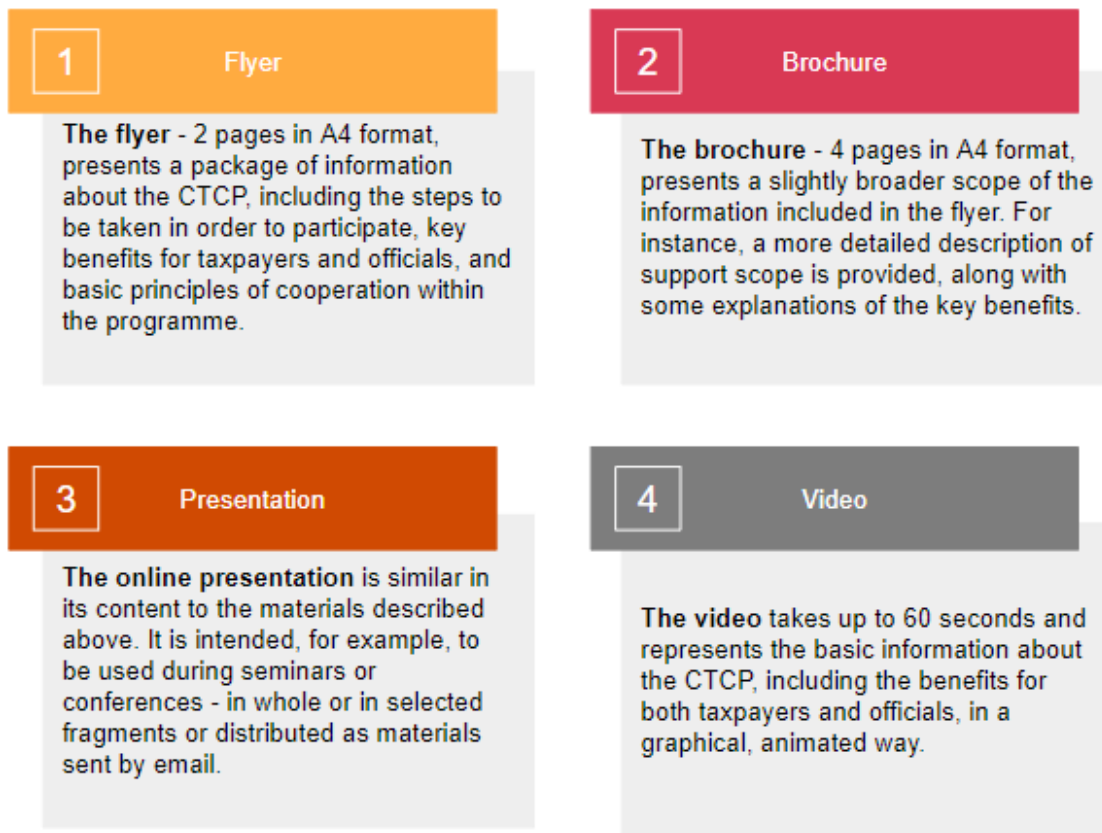 1
Flyer
The flyer - 2 pages in A4 format,
presents a package of information
about the CTCP, including the steps to
be taken in order to participate, key
benefits for taxpayers and officials, and
basic principles of cooperation within
the programme.
2
Brochure
The brochure - 4 pages in A4 format,
presents a slightly broader scope of the
information included in the flyer. For
instance, a more detailed description of
support scope is provided, along with
some explanations of the key benefits.
3
Presentation
The online presentation is similar in
its content to the materials described
above. It is intended, for example, to
be used during seminars or
conferences - in whole or in selected
fragments or distributed as materials
sent by email.
4
Video
The video takes up to 60 seconds and
represents the basic information about
the CTCP, including the benefits for
both taxpayers and officials, in a
graphical, animated way.